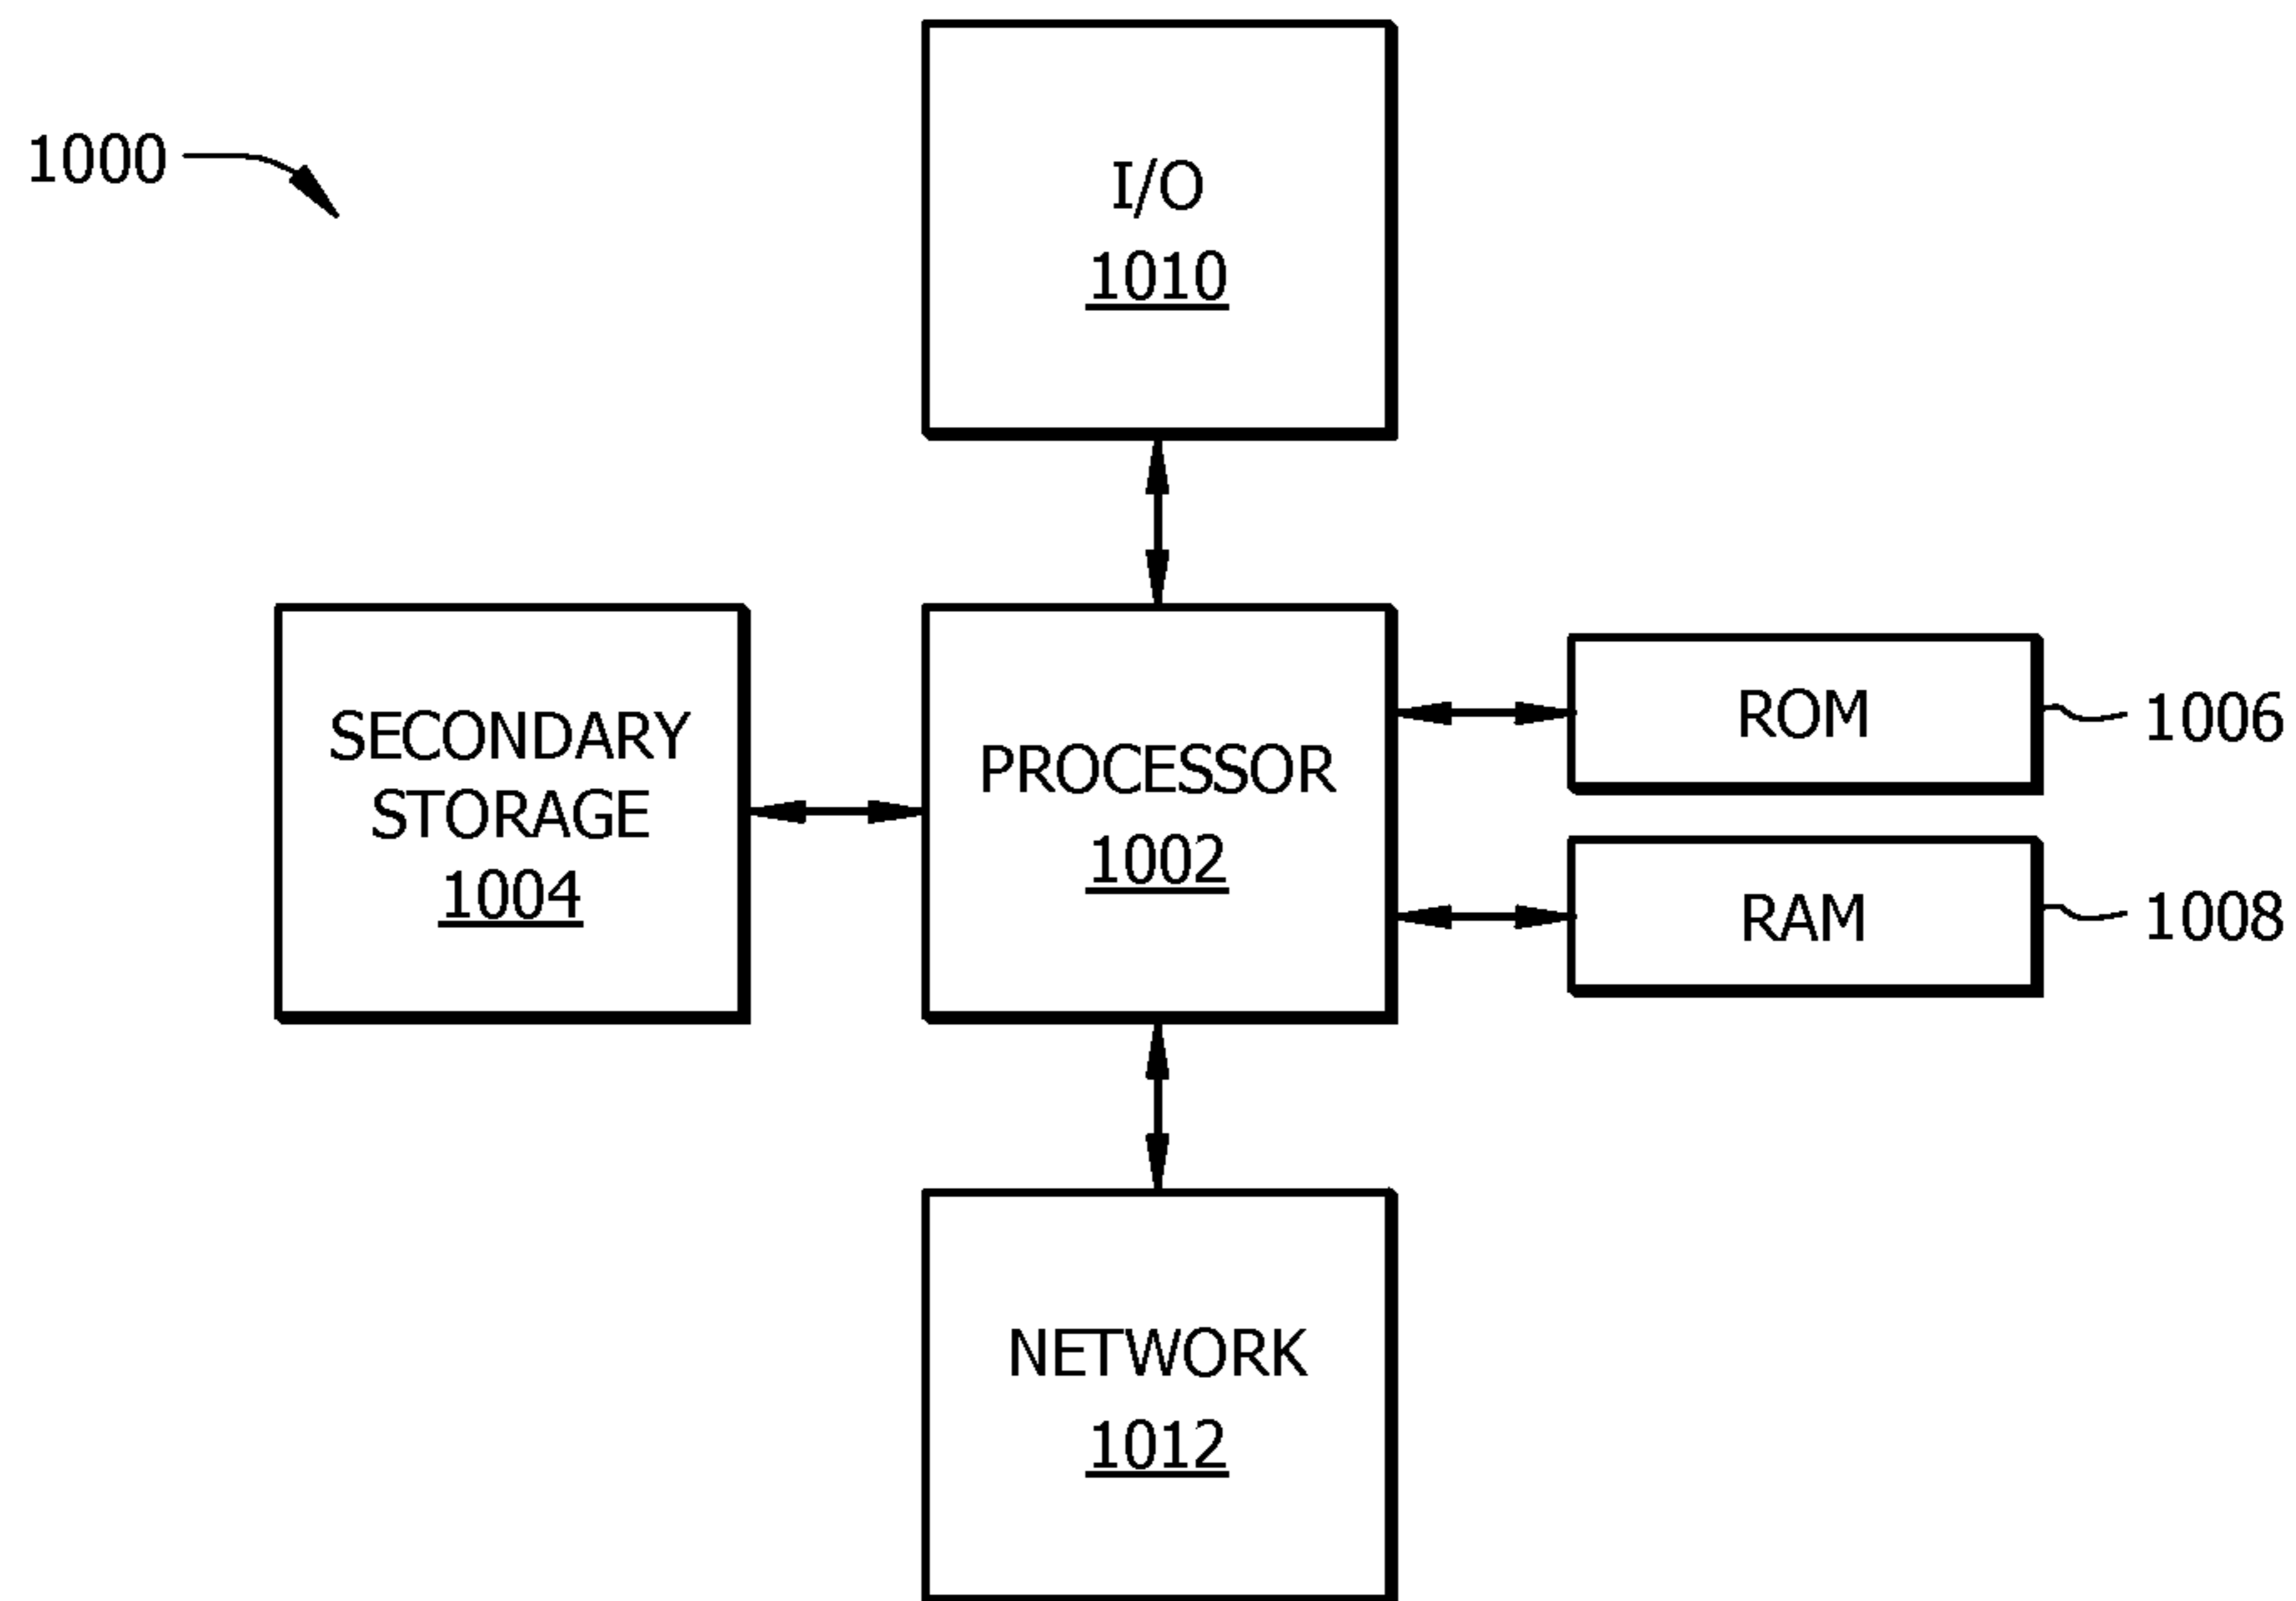 1000
I/O
1010
SECONDARY
STORAGE
1004
PROCESSOR
1002
ROM
1006
RAM
1008
NETWORK
1012